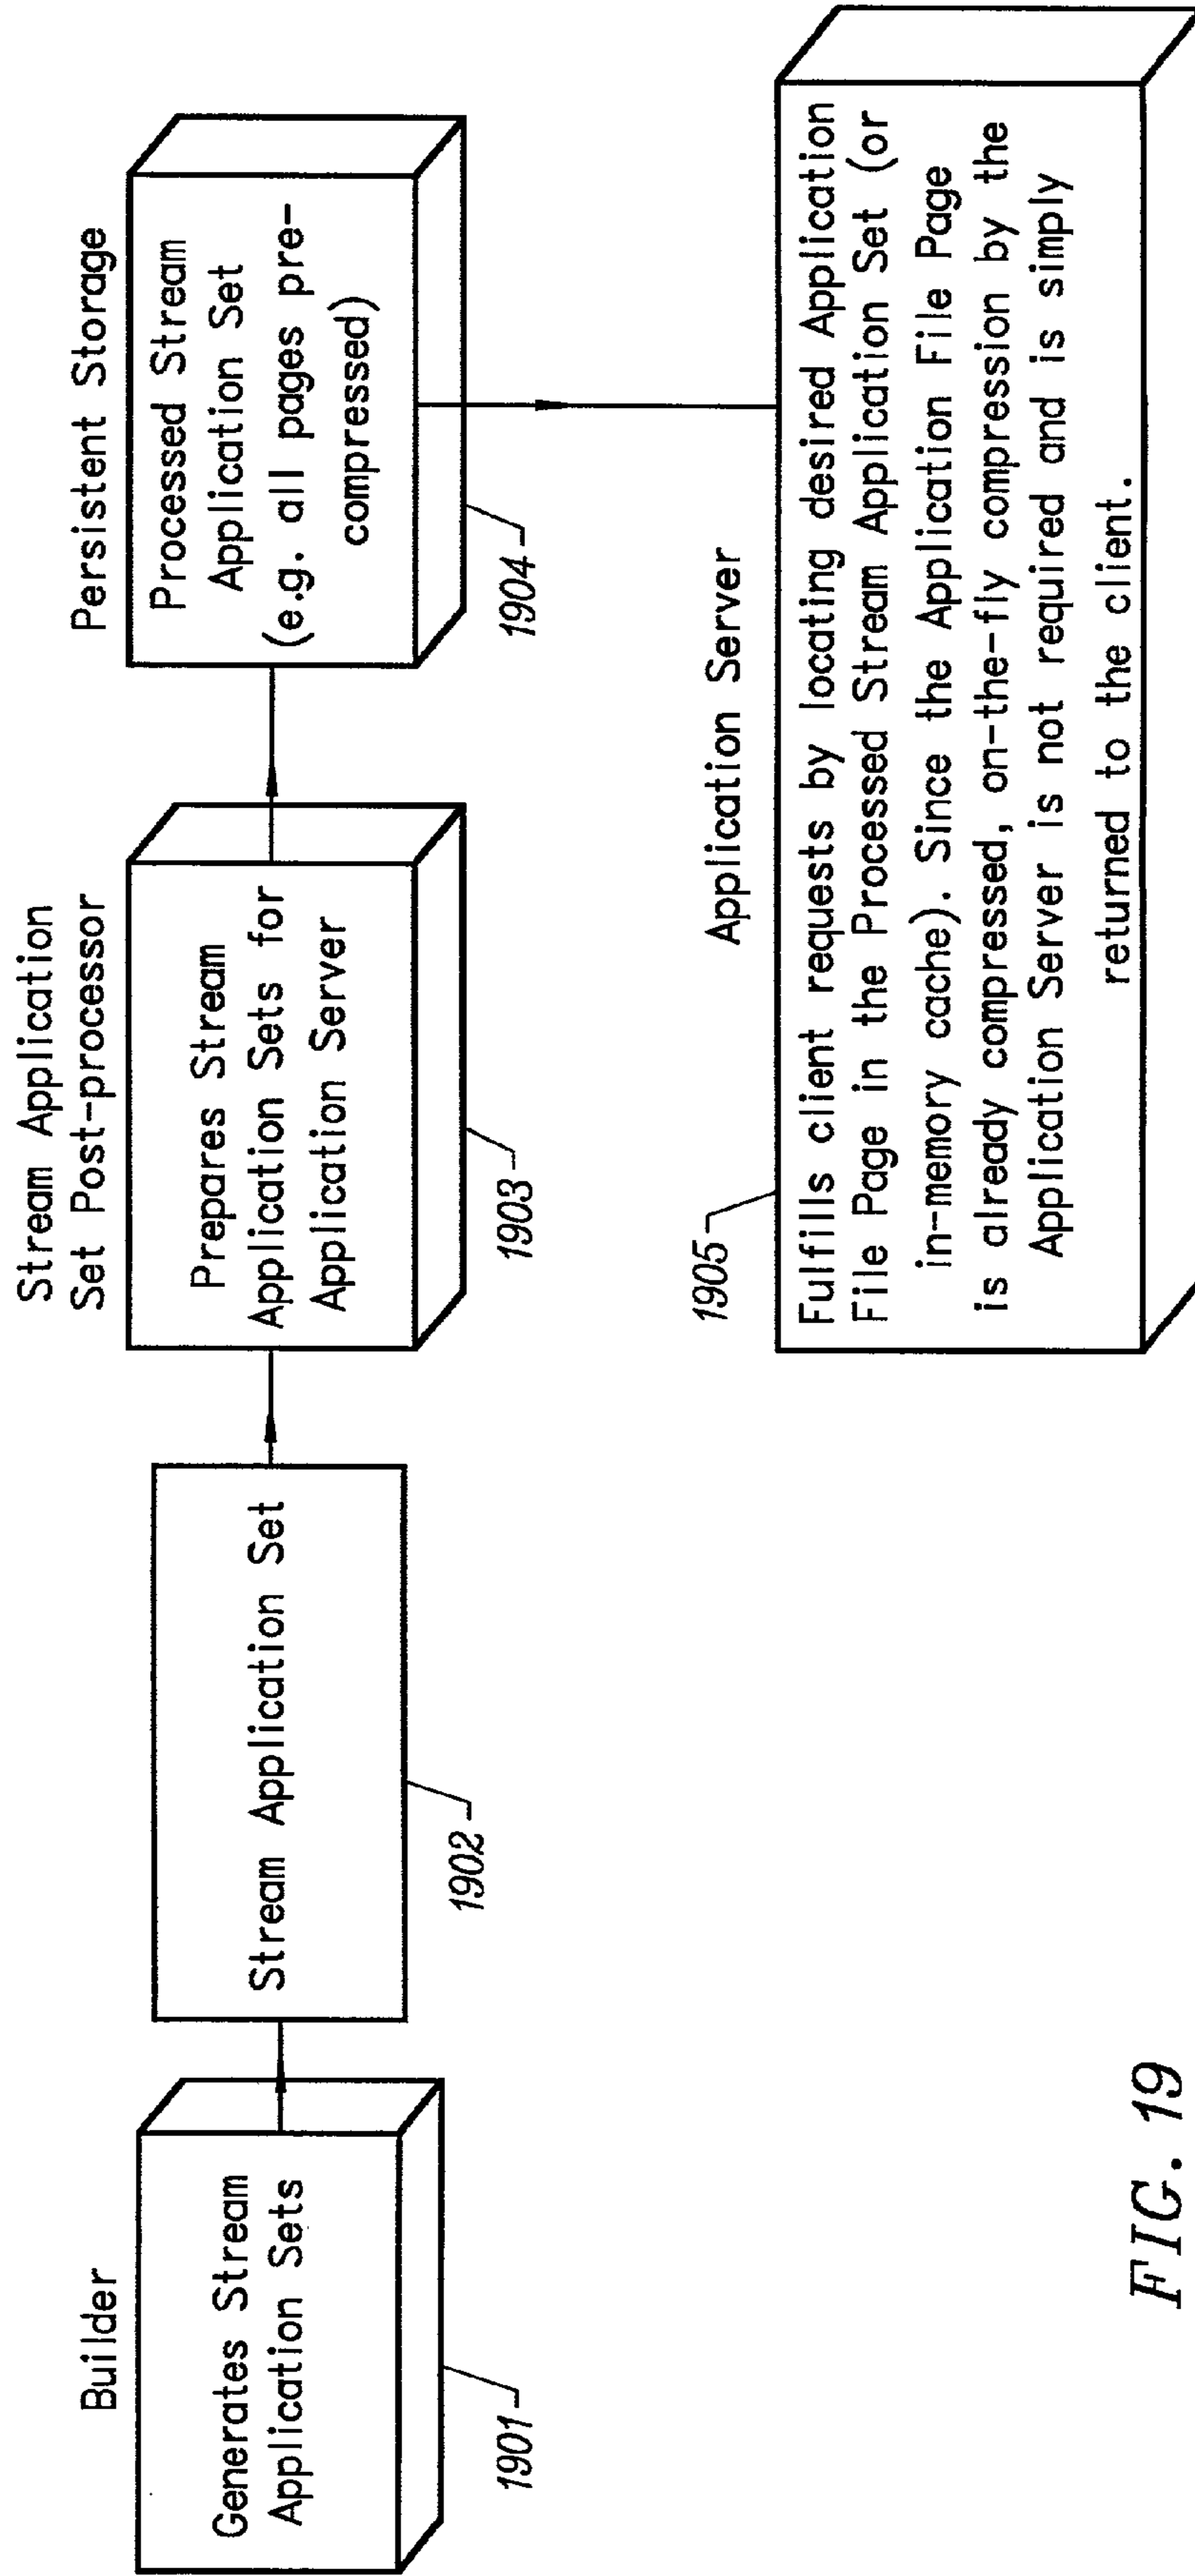 Builder
Generates Stream
Application Sets
1901
Stream Application Set
1902
Stream Application
Set Post-processor
Prepares Stream
Application Sets for
Application Server
1903
Persistent Storage
Processed Stream
Application Set
(e.g. all pages pre-
compressed)
1904
Application Server
1905
Fulfills client requests by locating desired Application
File Page in the Processed Stream Application Set (or
in-memory cache). Since the Application File Page
is already compressed, on-the-fly compression by the
Application Server is not required and is simply
returned to the client.
FIG. 19